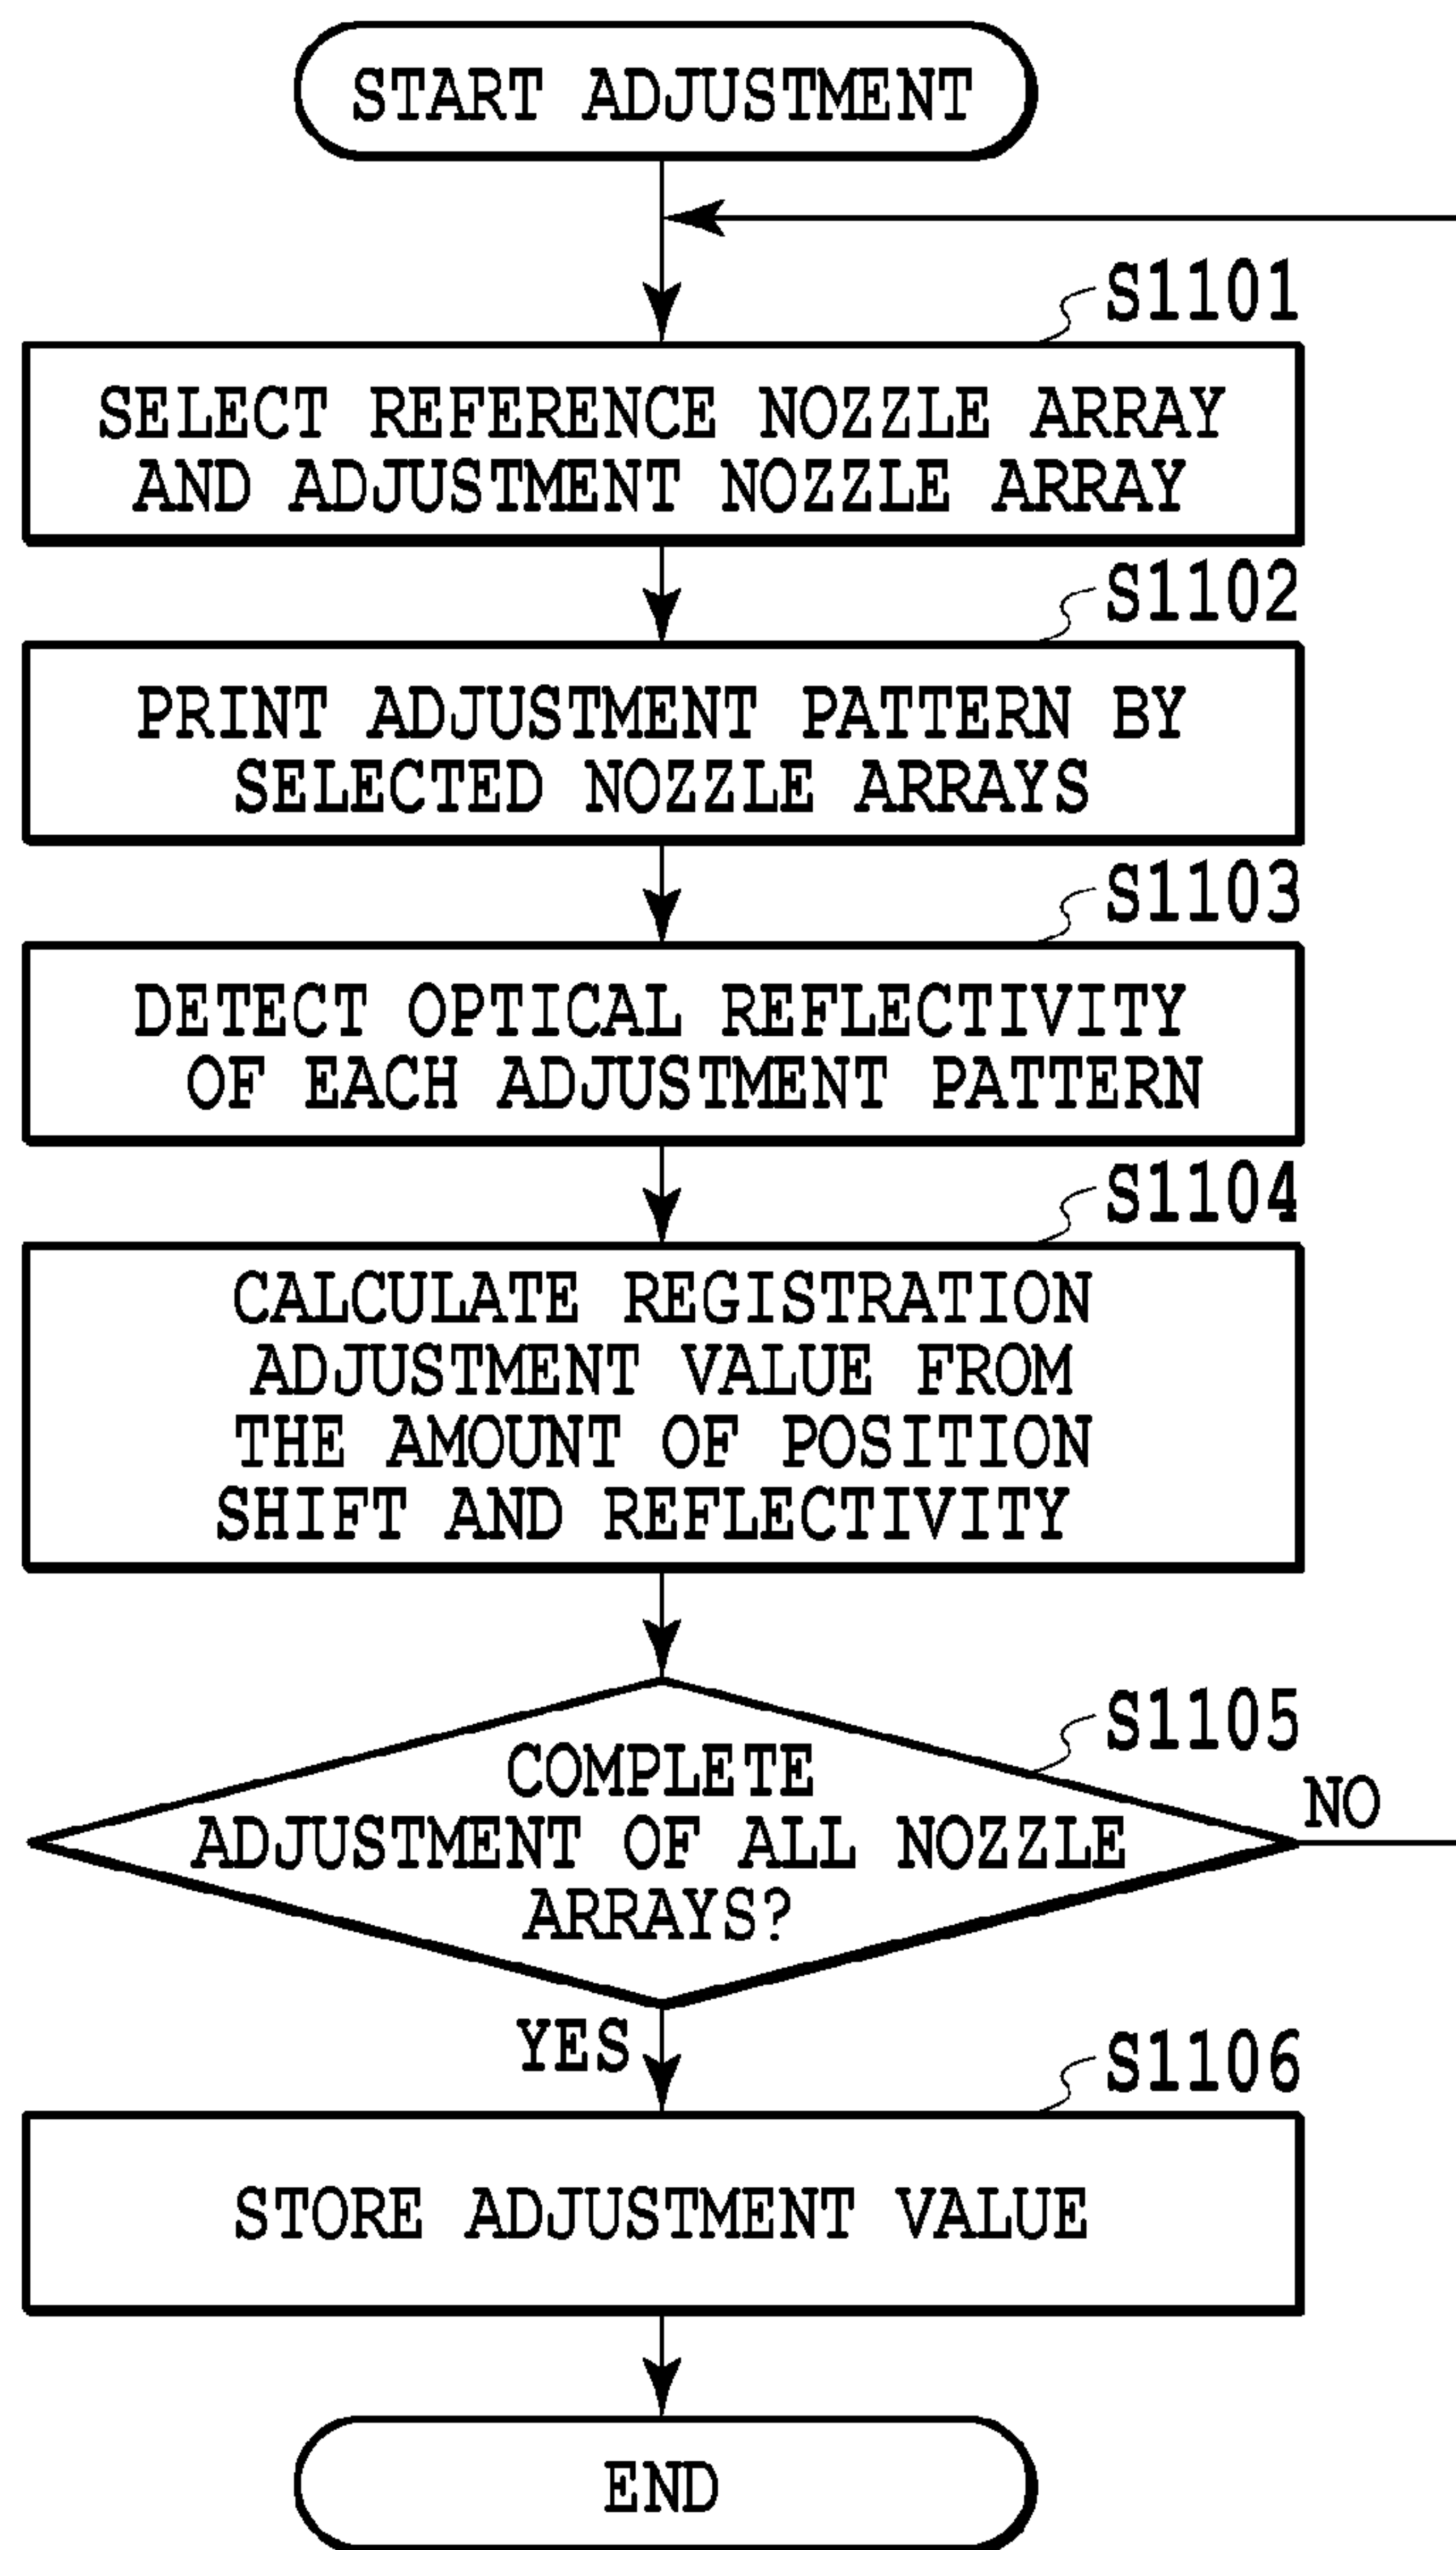 START ADJUSTMENT
S1101
SELECT REFERENCE NOZZLE ARRAY
AND ADJUSTMENT NOZZLE ARRAY
S1102
PRINT ADJUSTMENT PATTERN BY
SELECTED NOZZLE ARRAYS
S1103
DETECT OPTICAL REFLECTIVITY
OF EACH ADJUSTMENT PATTERN
S1104
CALCULATE REGISTRATION
ADJUSTMENT VALUE FROM
THE AMOUNT OF POSITION
SHIFT AND REFLECTIVITY
S1105
COMPLETE
ADJUSTMENT OF ALL NOZZLE
ARRAYS?
NO
YES
S1106
STORE ADJUSTMENT VALUE
END